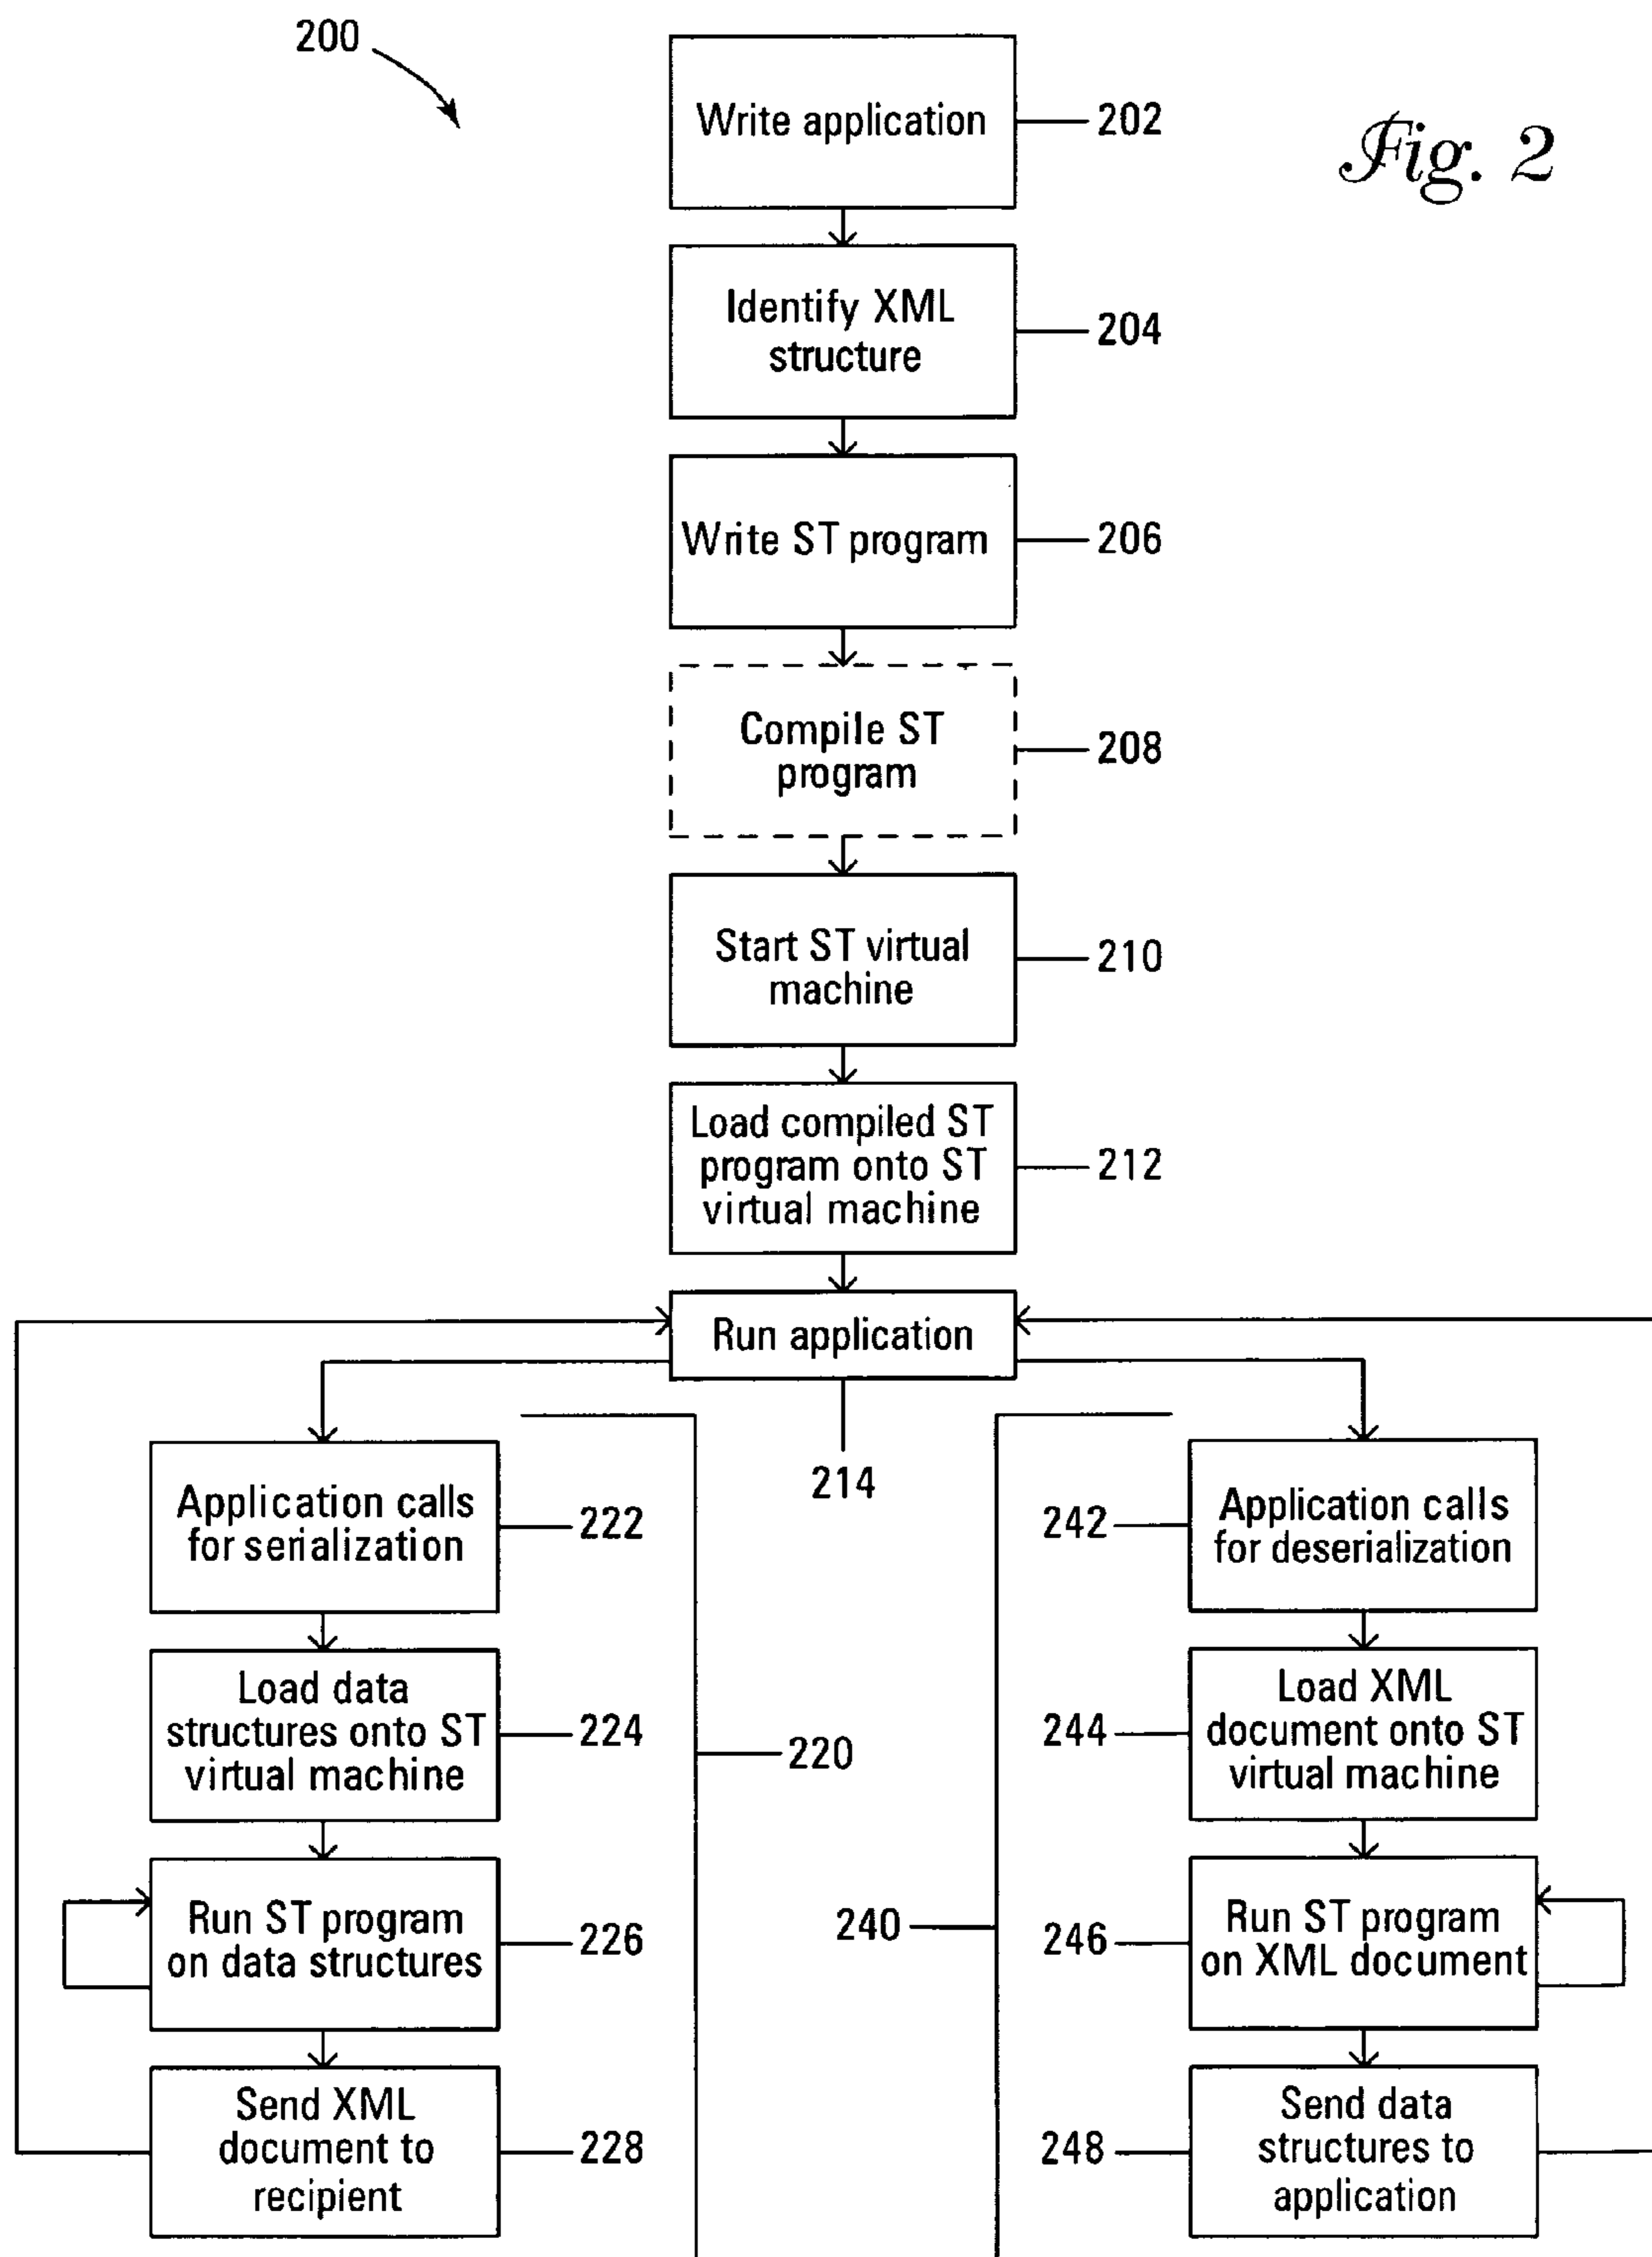 200
Fig. 2
Write application
202
Identify XML
structure
204
Write ST program
206
Compile ST
program
208
Start ST virtual
machine
210
Load compiled ST
program onto ST
virtual machine
212
Run application
214
Application calls
for serialization
222
Load data
structures onto ST
virtual machine
224
220
Run ST program
on data structures
226
Send XML
document to
recipient
228
Application calls
for deserialization
242
Load XML
document onto ST
virtual machine
244
240
Run ST program
on XML document
246
Send data
structures to
application
248